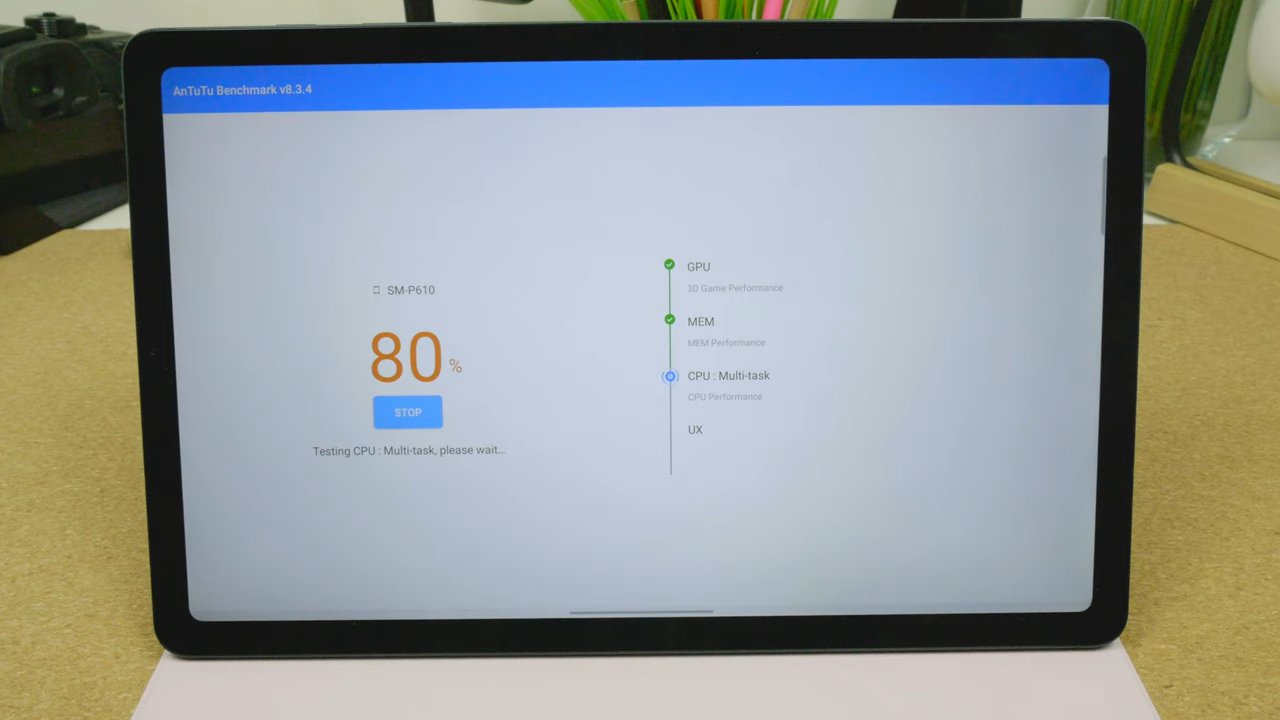 AnTuTu Benchmark v8.3.4
SM-P610
80 %
STOP
Testing CPU : Multi-task, please wait...
GPU
3D Game Performance
MEM
MEM Performance
CPU : Multi-task
CPU Performance
UX